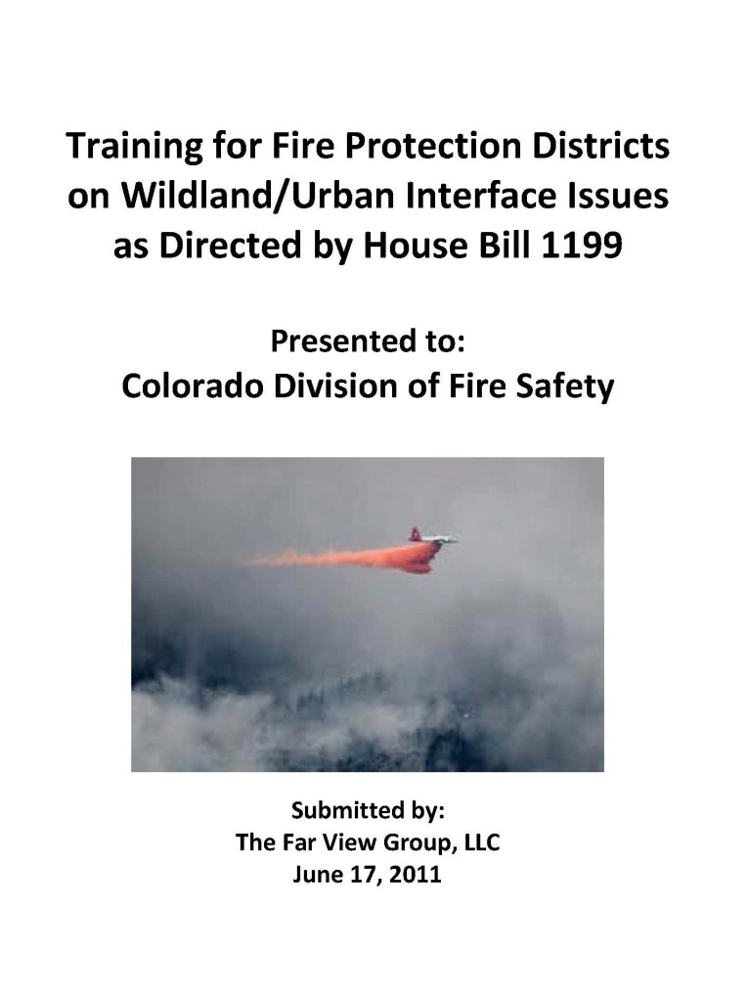 Training for Fire Protection Districts
on Wildland/Urban Interface Issues
as Directed by House Bill 1199
Presented to:
Colorado Division of Fire Safety
Submitted by:
The Far View Group, LLC
June 17, 2011